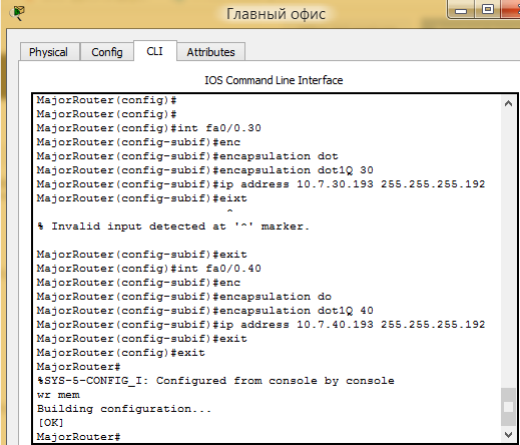 Главный офис
Physical Config CLI Attributes
IOS Command Line Interface
MajorRouter(config)#
MajorRouter(config)#
MajorRouter(config)#int fa0/0.30
MajorRouter(config-subif)#enc
MajorRouter(config-subif)#encapsulation dot
MajorRouter(config-subif)#encapsulation dot1Q 30
MajorRouter(config-subif)#ip address 10.7.30.193 255.255.255.192
MajorRouter(config-subif)#eixt
^
% Invalid input detected at '^' marker.
MajorRouter(config-subif)#exit
MajorRouter(config)#int fa0/0.40
MajorRouter(config-subif)#enc
MajorRouter(config-subif)#encapsulation do
MajorRouter(config-subif)#encapsulation dot1Q 40
MajorRouter(config-subif)#ip address 10.7.40.193 255.255.255.192
MajorRouter(config-subif)#exit
MajorRouter(config)#exit
MajorRouter#
%SYS-5-CONFIG_I: Configured from console by console
wr mem
Building configuration...
[OK]
MajorRouter#